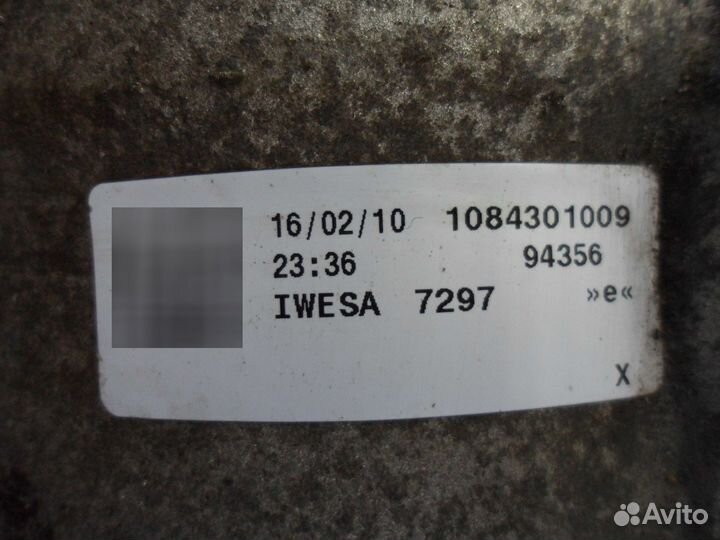 16/02/10 1084301009
23:36 94356
IWESA 7297 »e«
X
Avito